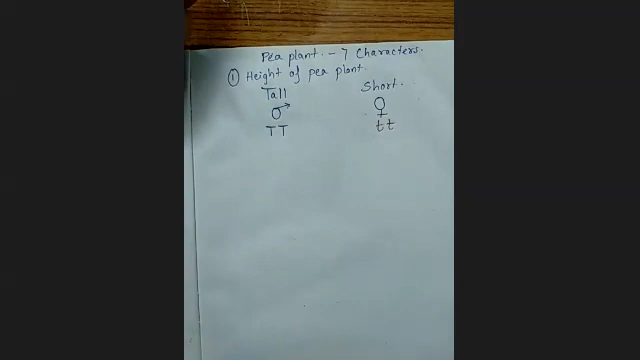 Pea plant. - 7 Characters.
① Height of pea plant.
Tall Short.
♂ ♀
TT tt